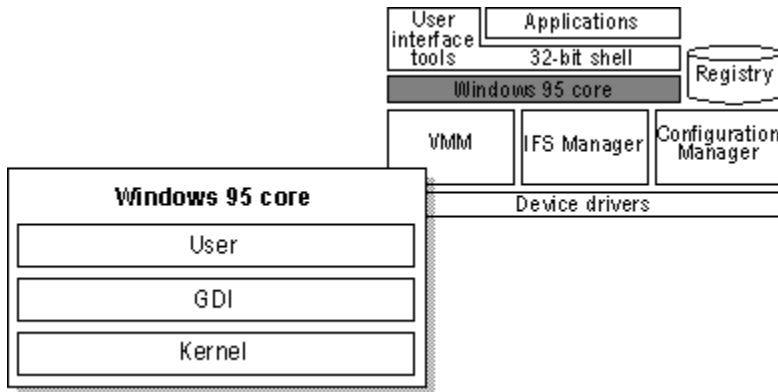 User
interface
tools
Applications
32-bit shell
Registry
Windows 95 core
VMM
IFS Manager
Configuration
Manager
Device drivers
Windows 95 core
User
GDI
Kernel